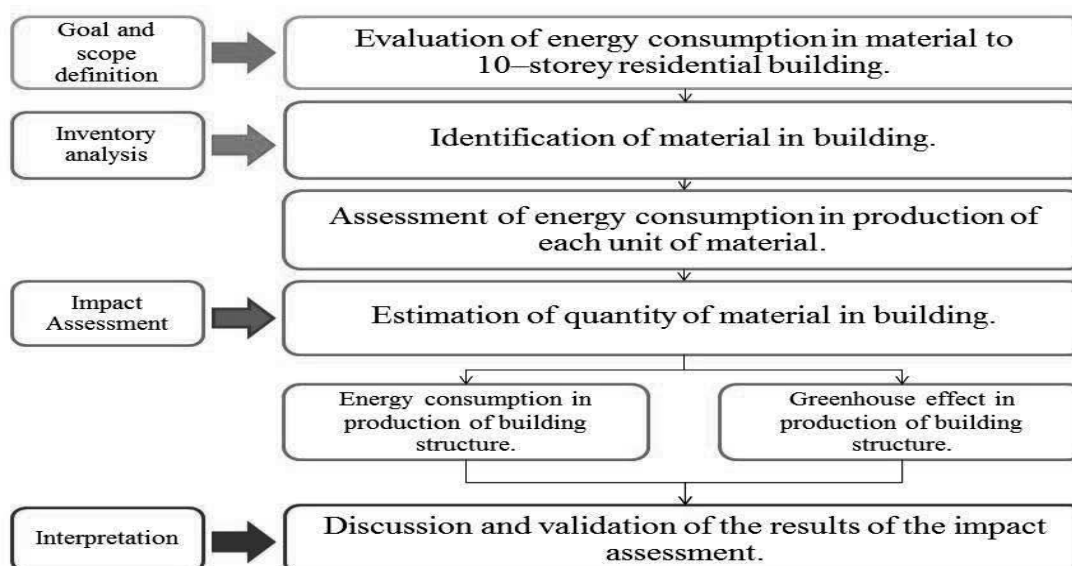 Goal and
scope
definition
Evaluation of energy consumption in material to
10–storey residential building.
Inventory
analysis
Identification of material in building.
Assessment of energy consumption in production of
each unit of material.
Impact
Assessment
Estimation of quantity of material in building.
Energy consumption in
production of building
structure.
Greenhouse effect in
production of building
structure.
Interpretation
Discussion and validation of the results of the impact
assessment.